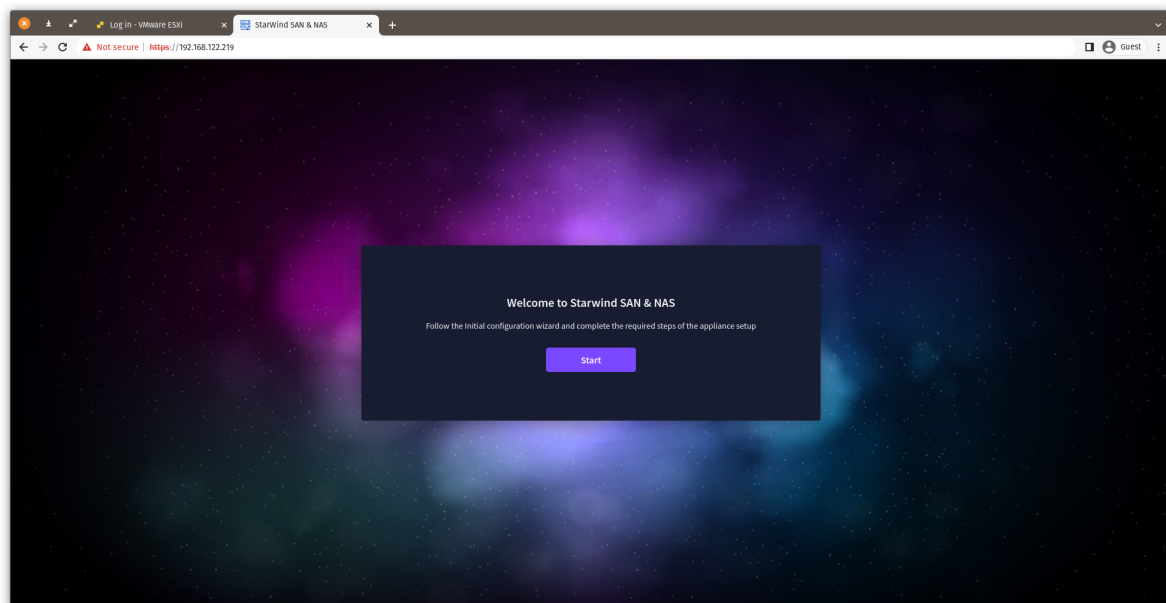 Log in - VMware ESXi
StarWind SAN & NAS
Not secure
https://192.168.122.219
Guest
Welcome to Starwind SAN & NAS
Follow the Initial configuration wizard and complete the required steps of the appliance setup
Start